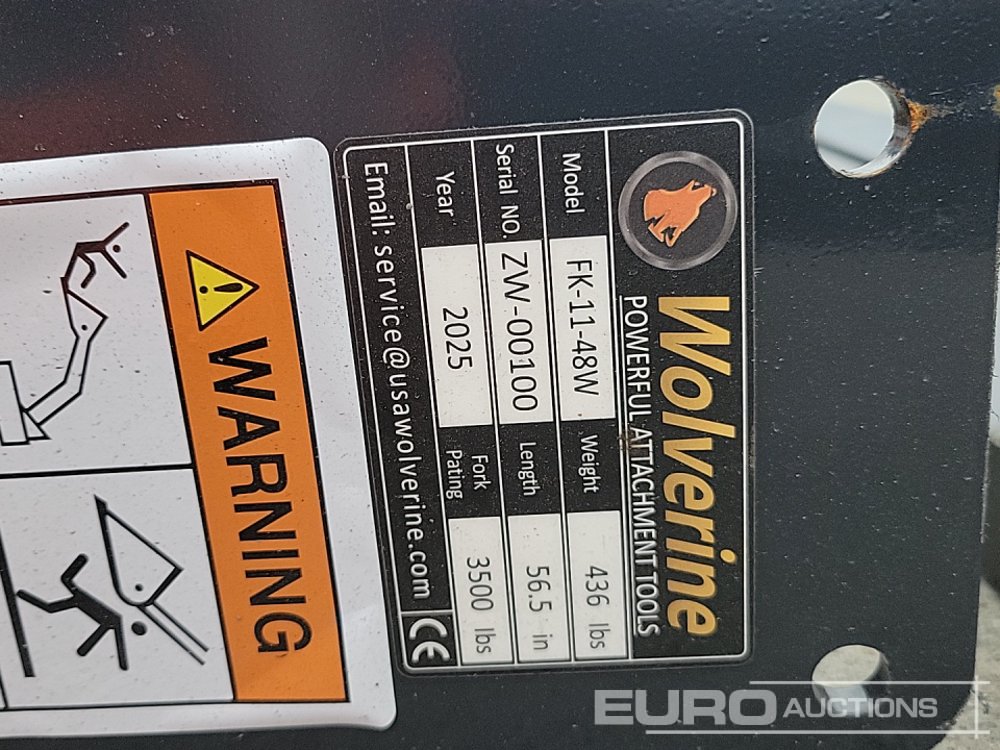 Wolverine
POWERFUL ATTACHMENT TOOLS
Model FK-11-48W Weight 436 lbs
Serial NO. ZW-00100 Length 56.5 in
Year 2025 Fork Pating 3500 lbs
Email: service@usawolverine.com CE
WARNING
EURO AUCTIONS